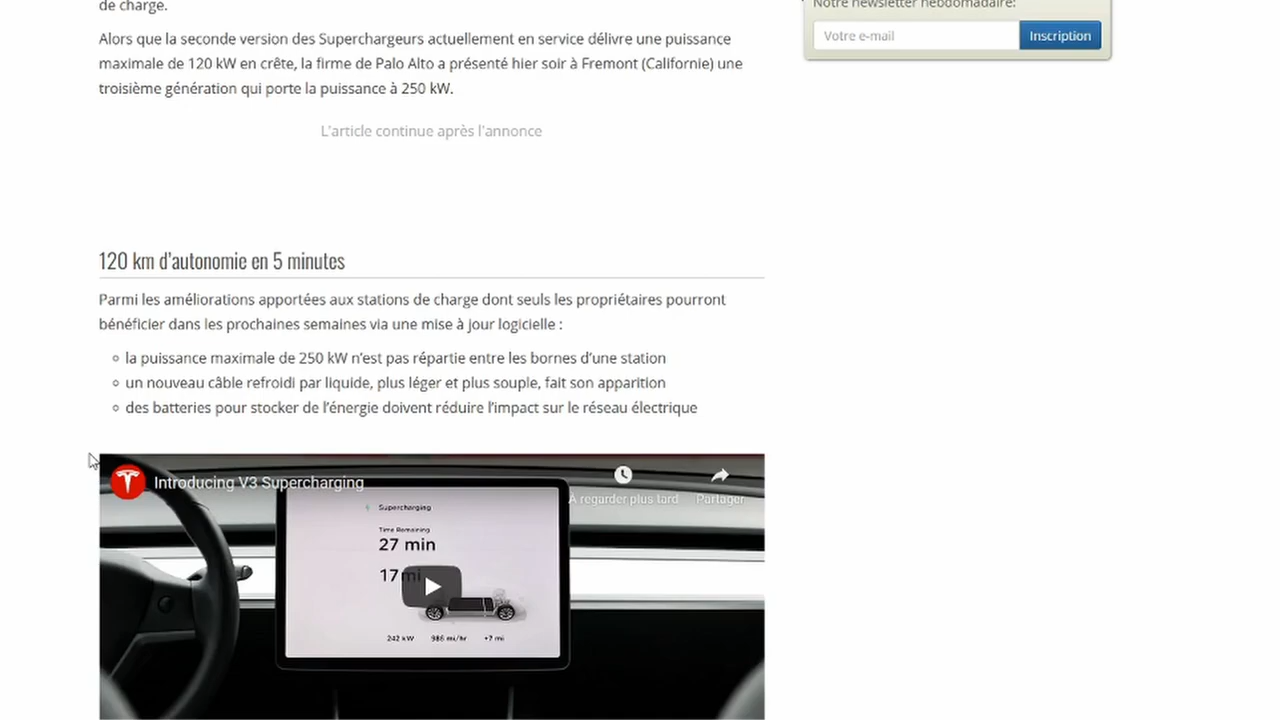 de charge.
Notre newsletter hebdomadaire:
Votre e-mail
Inscription
Alors que la seconde version des Superchargeurs actuellement en service délivre une puissance
maximale de 120 kW en crête, la firme de Palo Alto a présenté hier soir à Fremont (Californie) une
troisième génération qui porte la puissance à 250 kW.
L'article continue après l'annonce
120 km d'autonomie en 5 minutes
Parmi les améliorations apportées aux stations de charge dont seuls les propriétaires pourront
bénéficier dans les prochaines semaines via une mise à jour logicielle :
la puissance maximale de 250 kW n'est pas répartie entre les bornes d'une station
un nouveau câble refroidi par liquide, plus léger et plus souple, fait son apparition
des batteries pour stocker de l'énergie doivent réduire l'impact sur le réseau électrique
Introducing V3 Supercharging
À regarder plus tard
Partager
Supercharging
Time Remaining
27 min
17 mi
242 kW 986 mi/hr +7 mi